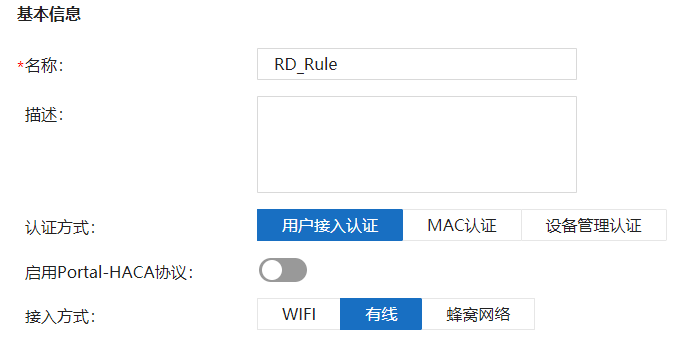 基本信息
*名称： RD_Rule
描述：
认证方式： 用户接入认证 MAC认证 设备管理认证
启用Portal-HACA协议：
接入方式： WIFI 有线 蜂窝网络